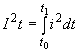 I²t = ∫_{t₀}^{t₁} i² dt